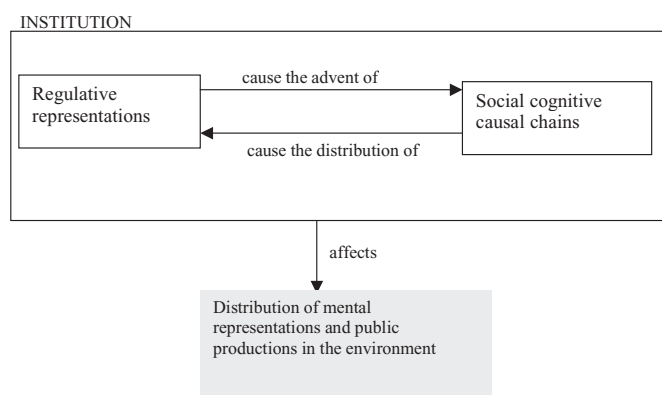 INSTITUTION
cause the advent of
Regulative
representations
Social cognitive
causal chains
cause the distribution of
affects
Distribution of mental
representations and public
productions in the environment